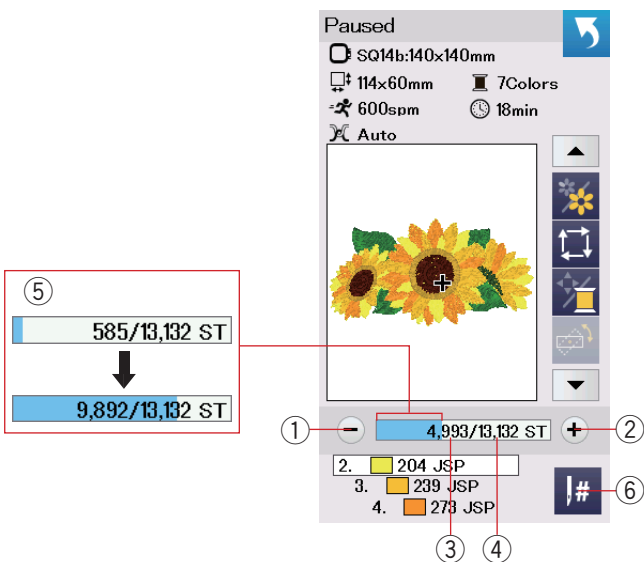 Paused
SQ14b:140x140mm
114x60mm 7Colors
600spm 18min
Auto
⑤
585/13,132 ST
9,892/13,132 ST
① − 4,993/13,132 ST + ②
2. 204 JSP
3. 239 JSP
4. 273 JSP
# ⑥
③ ④